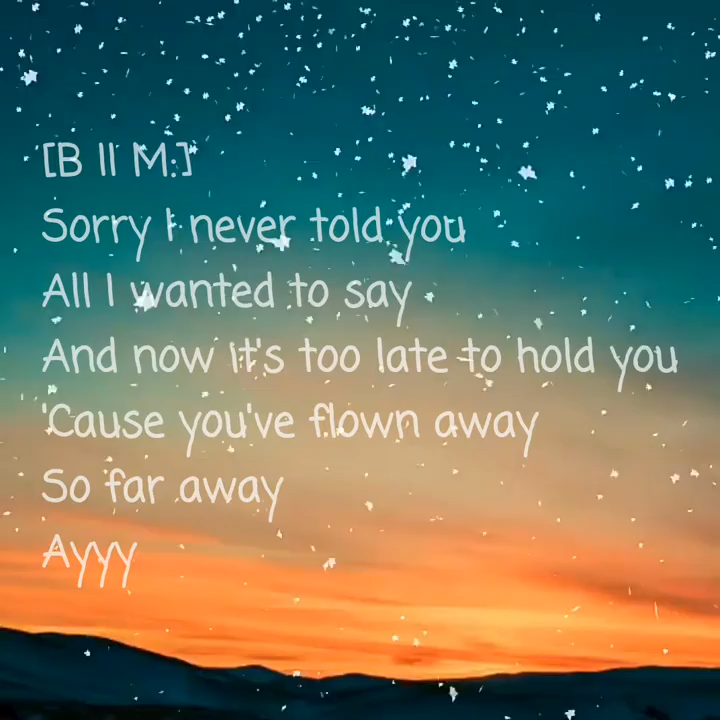 [B II M:]
Sorry I never told you
All I wanted to say
And now it's too late to hold you
'Cause you've flown away
So far away
Ayyy